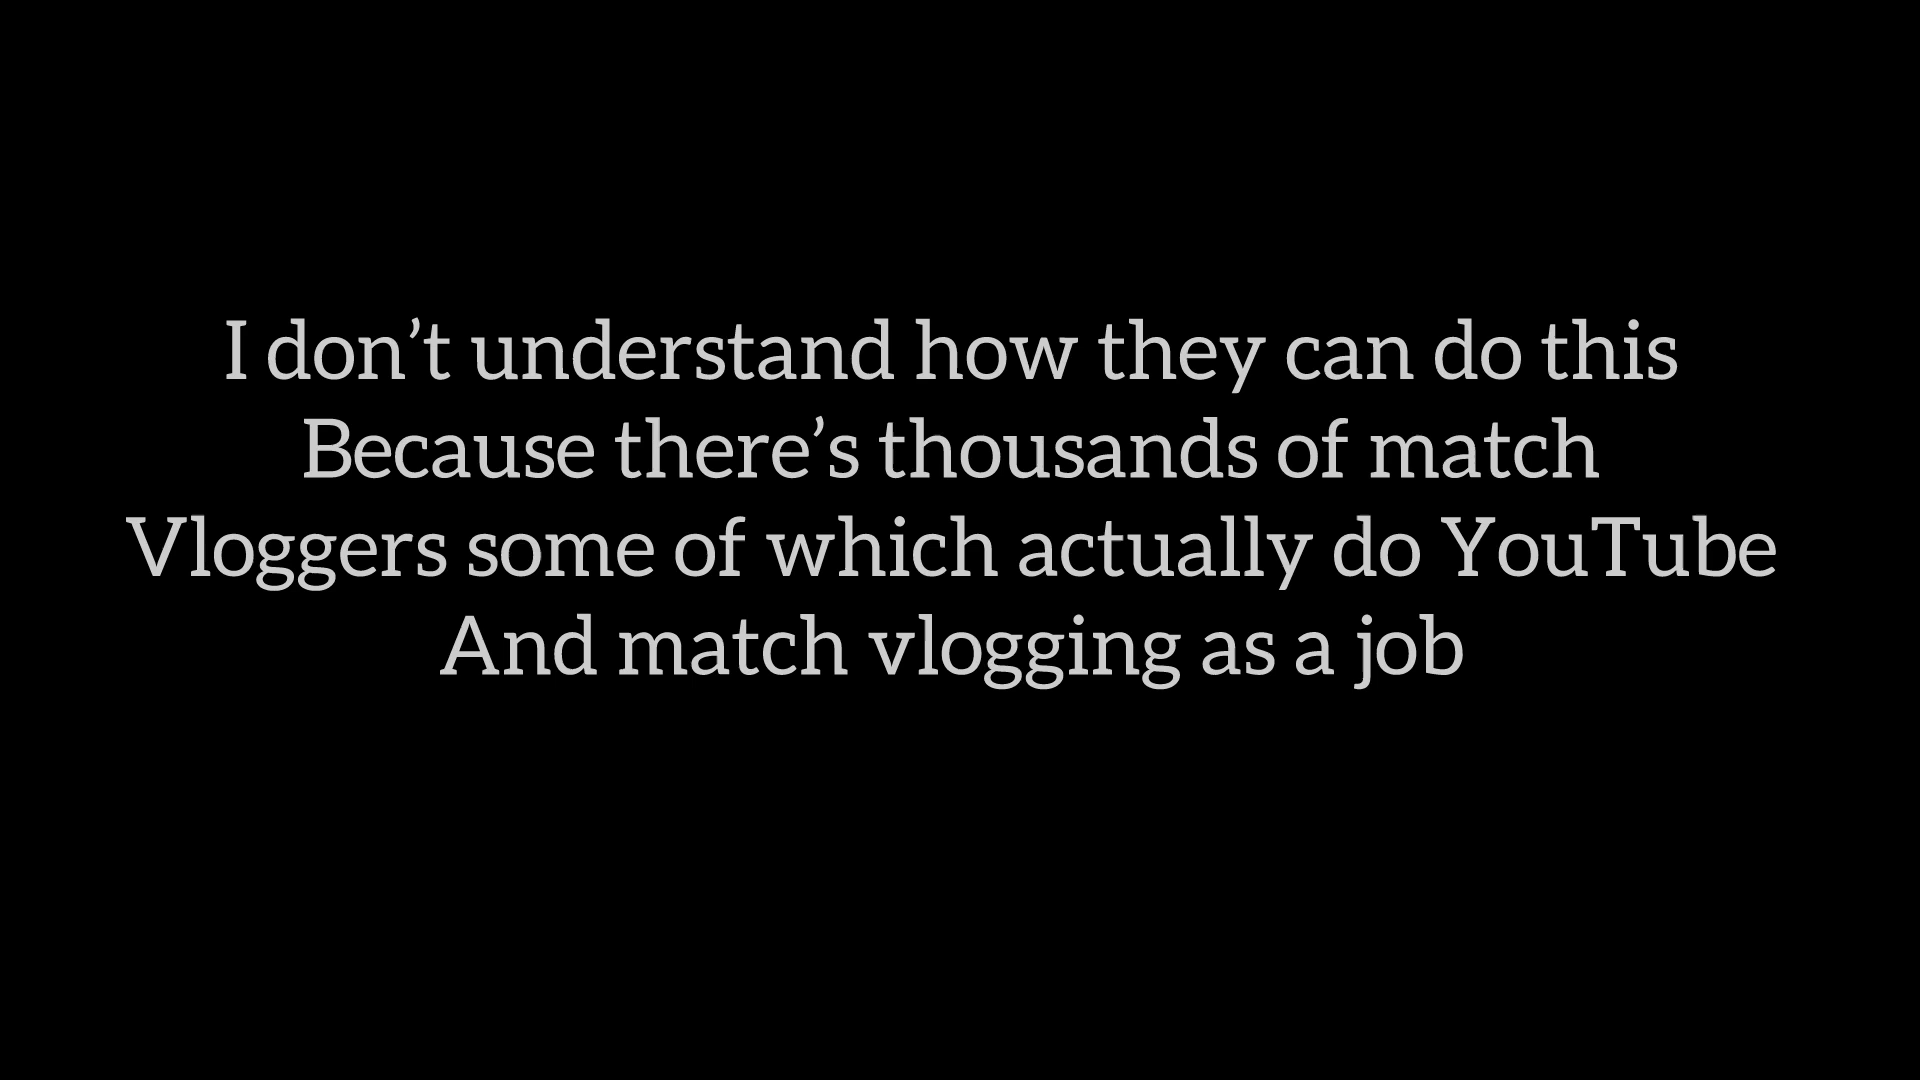 I don’t understand how they can do this
Because there’s thousands of match
Vloggers some of which actually do YouTube
And match vlogging as a job